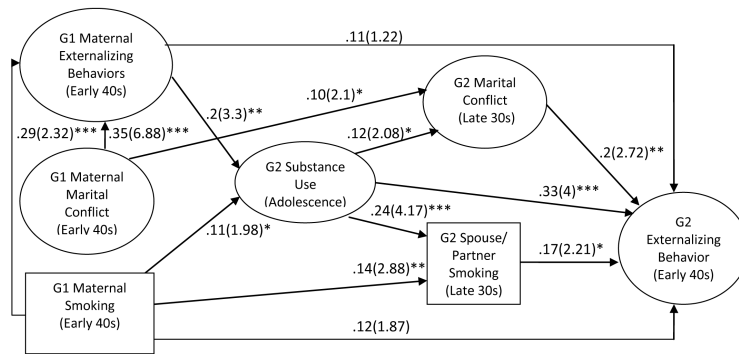 G1 Maternal
Externalizing
Behaviors
(Early 40s)
.11(1.22)
G2 Marital
Conflict
(Late 30s)
.10(2.1)*
.2(3.3)**
.29(2.32)***
.35(6.88)***
.12(2.08)*
.2(2.72)**
G1 Maternal
Marital
Conflict
(Early 40s)
G2 Substance
Use
(Adolescence)
.33(4)***
.24(4.17)***
.11(1.98)*
G2
Externalizing
Behavior
(Early 40s)
G2 Spouse/
Partner
Smoking
(Late 30s)
.17(2.21)*
.14(2.88)**
G1 Maternal
Smoking
(Early 40s)
.12(1.87)